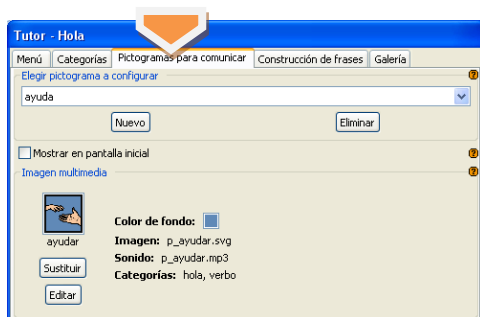 Tutor - Hola
Menú Categorías Pictogramas para comunicar Construcción de frases Galería
Elegir pictograma a configurar ?
ayuda
Nuevo Eliminar
Mostrar en pantalla inicial ?
Imagen multimedia ?
Color de fondo:
ayudar Imagen: p_ayudar.svg
Sonido: p_ayudar.mp3
Sustituir Categorías: hola, verbo
Editar